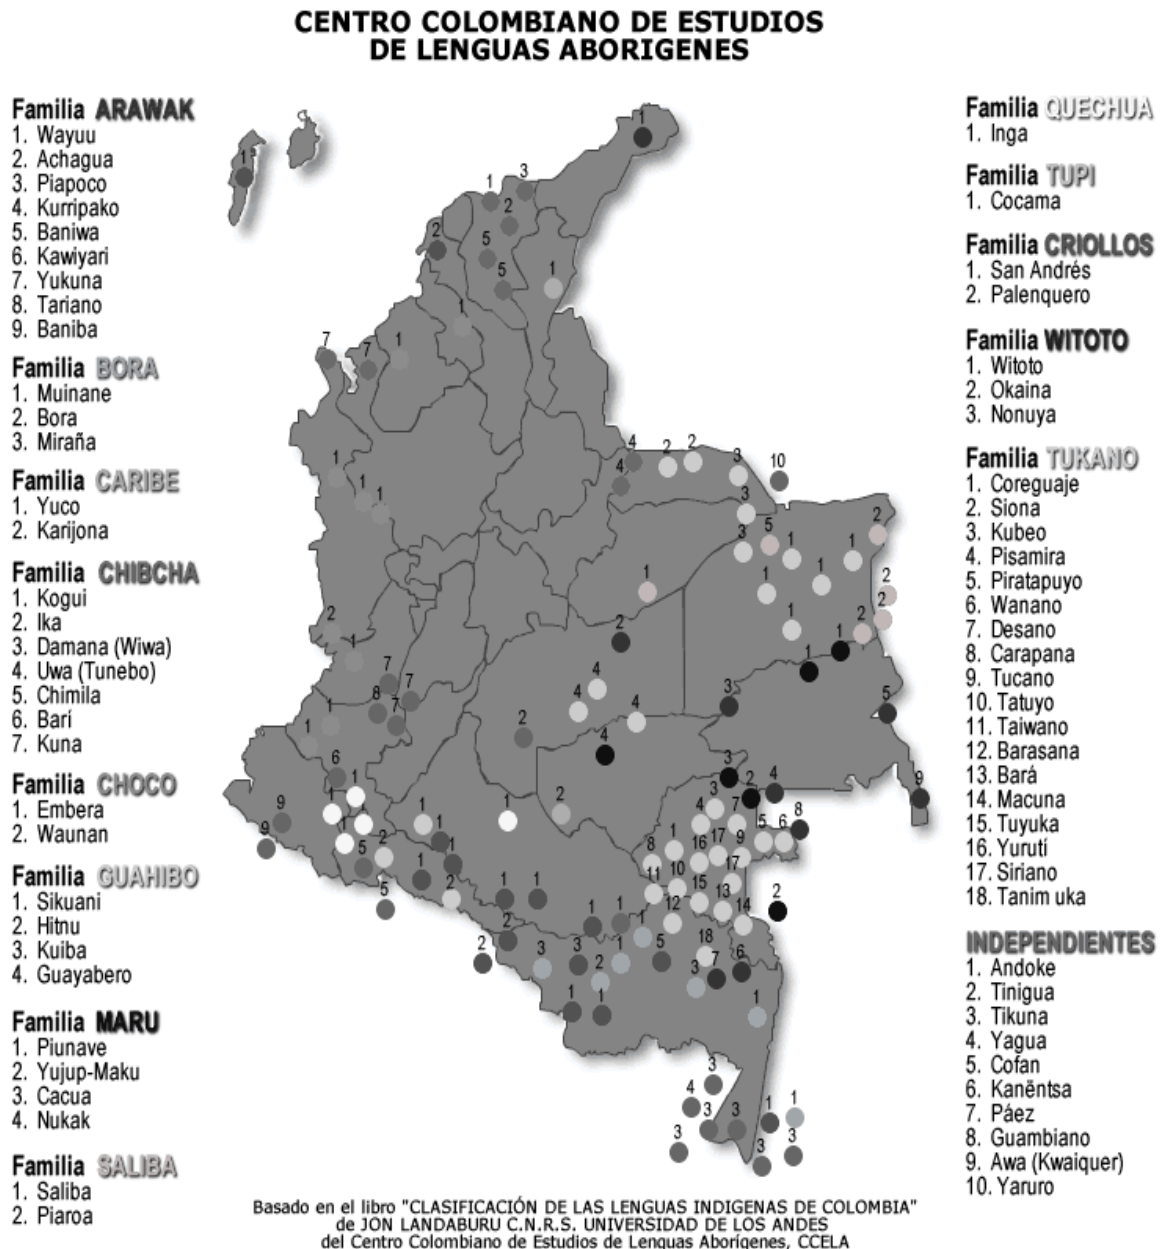 CENTRO COLOMBIANO DE ESTUDIOS
DE LENGUAS ABORIGENES
Familia ARAWAK
1. Wayuu
2. Achagua
3. Piapoco
4. Kurripako
5. Baniwa
6. Kawiyari
7. Yukuna
8. Tariano
9. Baniba
Familia BORA
1. Muinane
2. Bora
3. Miraña
Familia CARIBE
1. Yuco
2. Karijona
Familia CHIBCHA
1. Kogui
2. Ika
3. Damana (Wiwa)
4. Uwa (Tunebo)
5. Chimila
6. Barí
7. Kuna
Familia CHOCO
1. Embera
2. Waunan
Familia GUAHIBO
1. Sikuani
2. Hitnu
3. Kuiba
4. Guayabero
Familia MARU
1. Piunave
2. Yujup-Maku
3. Cacua
4. Nukak
Familia SALIBA
1. Saliba
2. Piaroa
Familia QUECHUA
1. Inga
Familia TUPI
1. Cocama
Familia CRIOLLOS
1. San Andrés
2. Palenquero
Familia WITOTO
1. Witoto
2. Okaina
3. Nonuya
Familia TUKANO
1. Coreguaje
2. Siona
3. Kubeo
4. Pisamira
5. Piratapuyo
6. Wanano
7. Desano
8. Carapana
9. Tucano
10. Tatuyo
11. Taiwano
12. Barasana
13. Bará
14. Macuna
15. Tuyuka
16. Yurutí
17. Siriano
18. Tanim uka
INDEPENDIENTES
1. Andoke
2. Tinigua
3. Tikuna
4. Yagua
5. Cofan
6. Kanëntsa
7. Páez
8. Guambiano
9. Awa (Kwaiquer)
10. Yaruro
Basado en el libro "CLASIFICACIÓN DE LAS LENGUAS INDIGENAS DE COLOMBIA"
de JON LANDABURU C.N.R.S. UNIVERSIDAD DE LOS ANDES
del Centro Colombiano de Estudios de Lenguas Aborígenes, CCELA